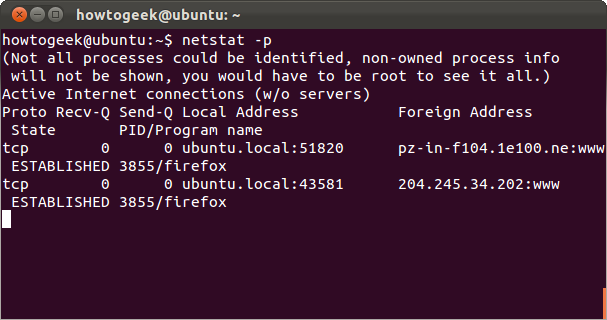 howtogeek@ubuntu: ~
howtogeek@ubuntu:~$ netstat -p
(Not all processes could be identified, non-owned process info
 will not be shown, you would have to be root to see it all.)
Active Internet connections (w/o servers)
Proto Recv-Q Send-Q Local Address           Foreign Address
 State       PID/Program name
tcp        0      0 ubuntu.local:51820      pz-in-f104.1e100.ne:www
 ESTABLISHED 3855/firefox
tcp        0      0 ubuntu.local:43581      204.245.34.202:www
 ESTABLISHED 3855/firefox